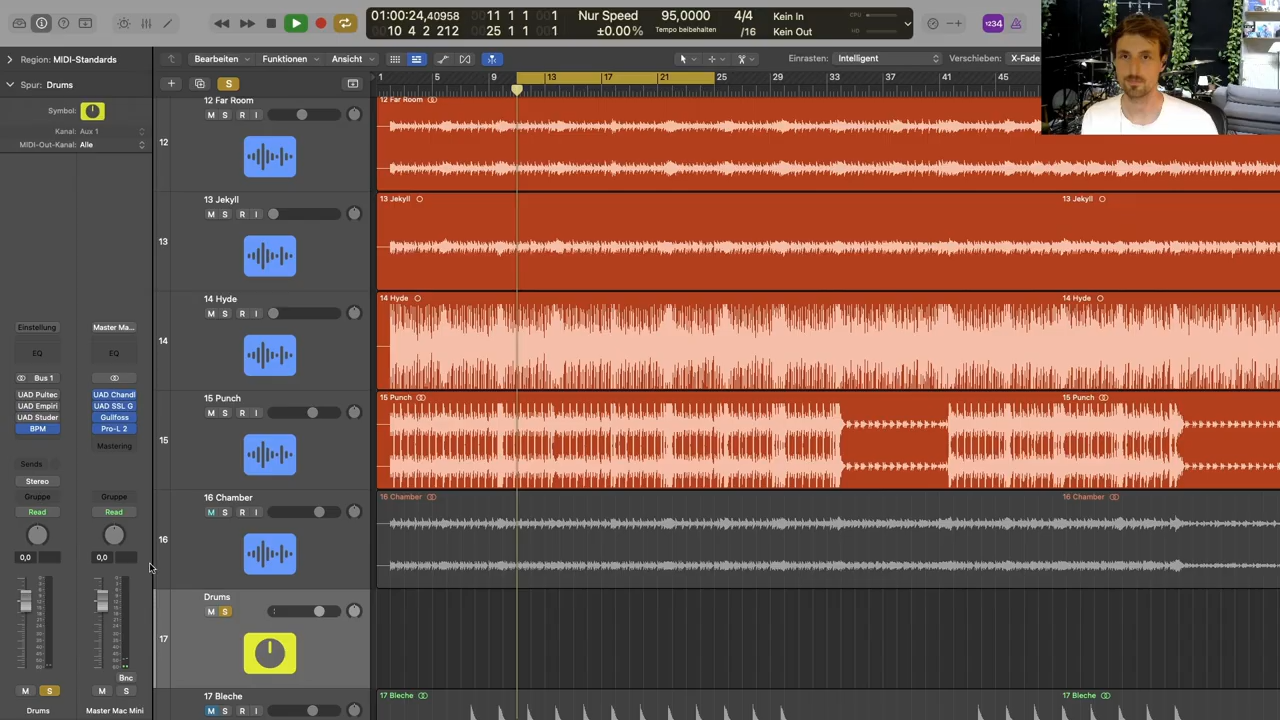 01:00:24,40958
10 4 2 212
11 1 1 001
25 1 1 001
Nur Speed
±0.00%
95,0000
Tempo beibehalten
4/4
/16
Kein In
Kein Out
CPU
HD
1234
Region: MIDI-Standards
Bearbeiten
Funktionen
Ansicht
Einrasten: Intelligent
Verschieben: X-Fade
Spur: Drums
S
1 5 9 13 17 21 25 29 33 37 41 45
Symbol:
Kanal: Aux 1
MIDI-Out-Kanal: Alle
12
12 Far Room
M S R I
12 Far Room
13
13 Jekyll
M S R I
13 Jekyll
13 Jekyll
14
14 Hyde
M S R I
14 Hyde
14 Hyde
15
15 Punch
M S R I
15 Punch
15 Punch
16
16 Chamber
M S R I
16 Chamber
16 Chamber
17
Drums
M S
17 Bleche
M S R I
17 Bleche
17 Bleche
Einstellung
Master Ma...
EQ
EQ
Bus 1
UAD Pultec
UAD Chandl
UAD Empiri
UAD SSL G
UAD Studer
Gullfoss
BPM
Pro-L 2
Mastering
Sends
Stereo
Gruppe
Gruppe
Read
Read
0,0
0,0
Bnc
M S
M S
Drums
Master Mac Mini